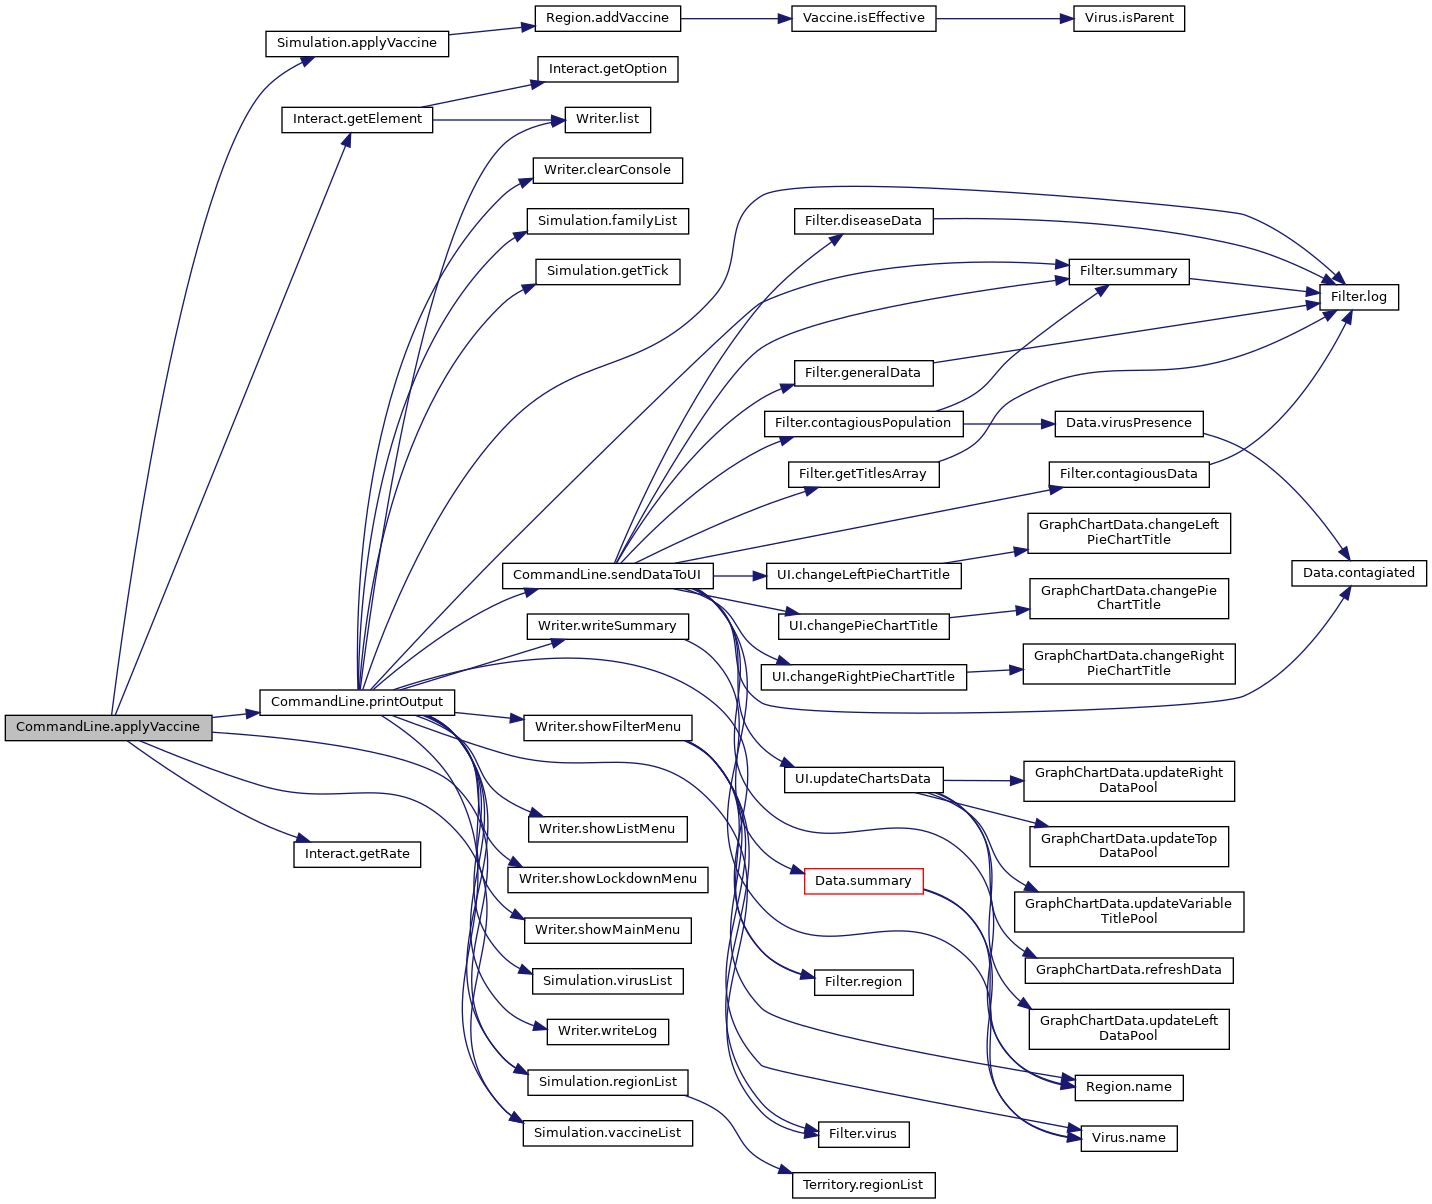 Region.addVaccine
Vaccine.isEffective
Virus.isParent
Simulation.applyVaccine
Interact.getOption
Interact.getElement
Writer.list
Writer.clearConsole
Simulation.familyList
Filter.diseaseData
Simulation.getTick
Filter.summary
Filter.log
Filter.generalData
Filter.contagiousPopulation
Data.virusPresence
Filter.getTitlesArray
Filter.contagiousData
GraphChartData.changeLeft
PieChartTitle
CommandLine.sendDataToUI
UI.changeLeftPieChartTitle
Data.contagiated
GraphChartData.changePie
ChartTitle
Writer.writeSummary
UI.changePieChartTitle
GraphChartData.changeRight
PieChartTitle
UI.changeRightPieChartTitle
CommandLine.printOutput
CommandLine.applyVaccine
Writer.showFilterMenu
UI.updateChartsData
GraphChartData.updateRight
DataPool
Writer.showListMenu
GraphChartData.updateTop
DataPool
Interact.getRate
Writer.showLockdownMenu
Data.summary
GraphChartData.updateVariable
TitlePool
Writer.showMainMenu
GraphChartData.refreshData
Simulation.virusList
Filter.region
GraphChartData.updateLeft
DataPool
Writer.writeLog
Simulation.regionList
Region.name
Simulation.vaccineList
Filter.virus
Virus.name
Territory.regionList